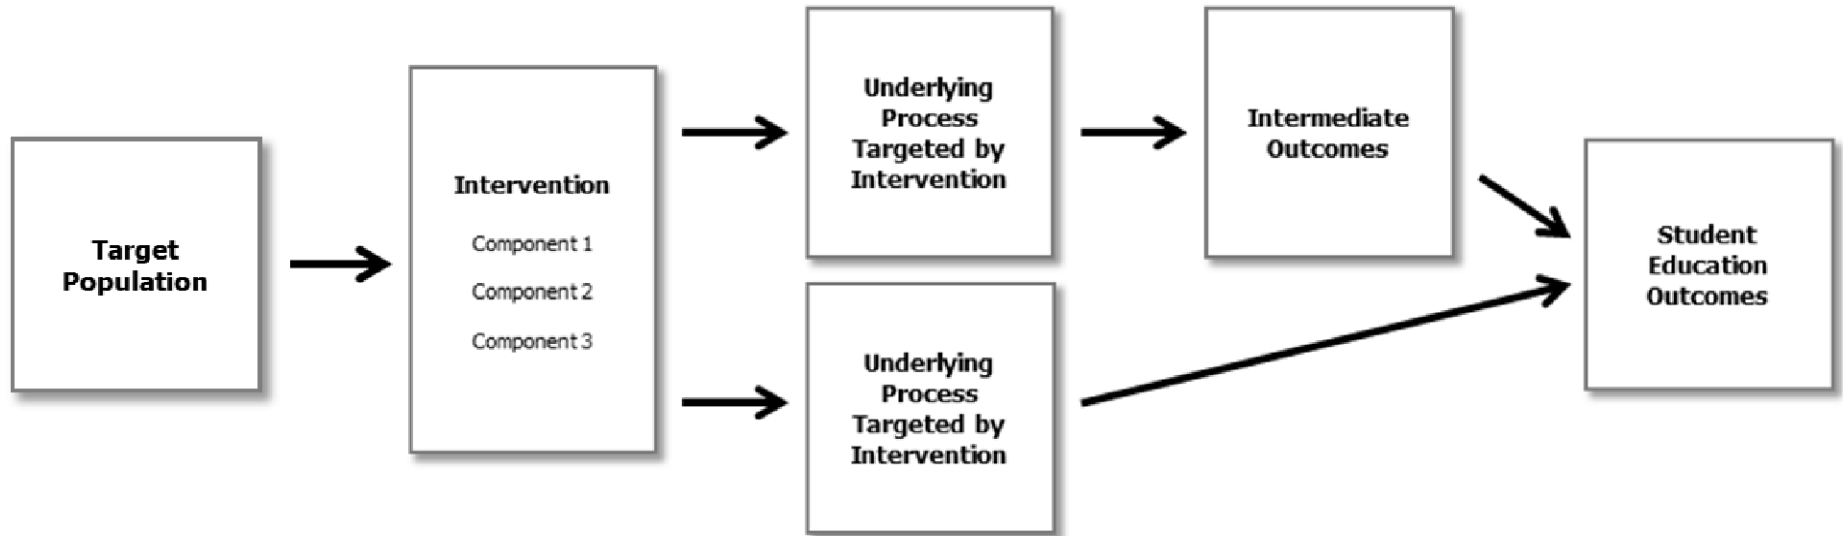 Target
Population
Intervention
Component 1
Component 2
Component 3
Underlying
Process
Targeted by
Intervention
Intermediate
Outcomes
Underlying
Process
Targeted by
Intervention
Student
Education
Outcomes